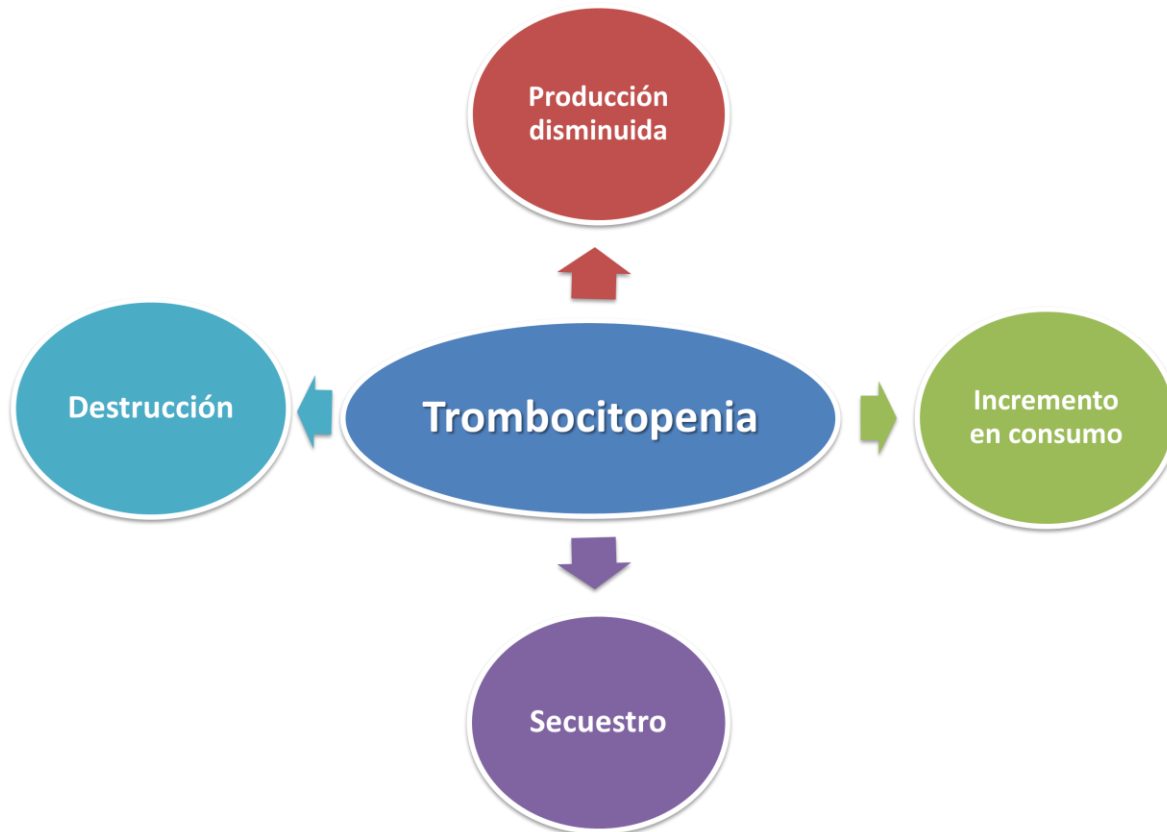 Producción
disminuida
Destrucción
Trombocitopenia
Incremento
en consumo
Secuestro